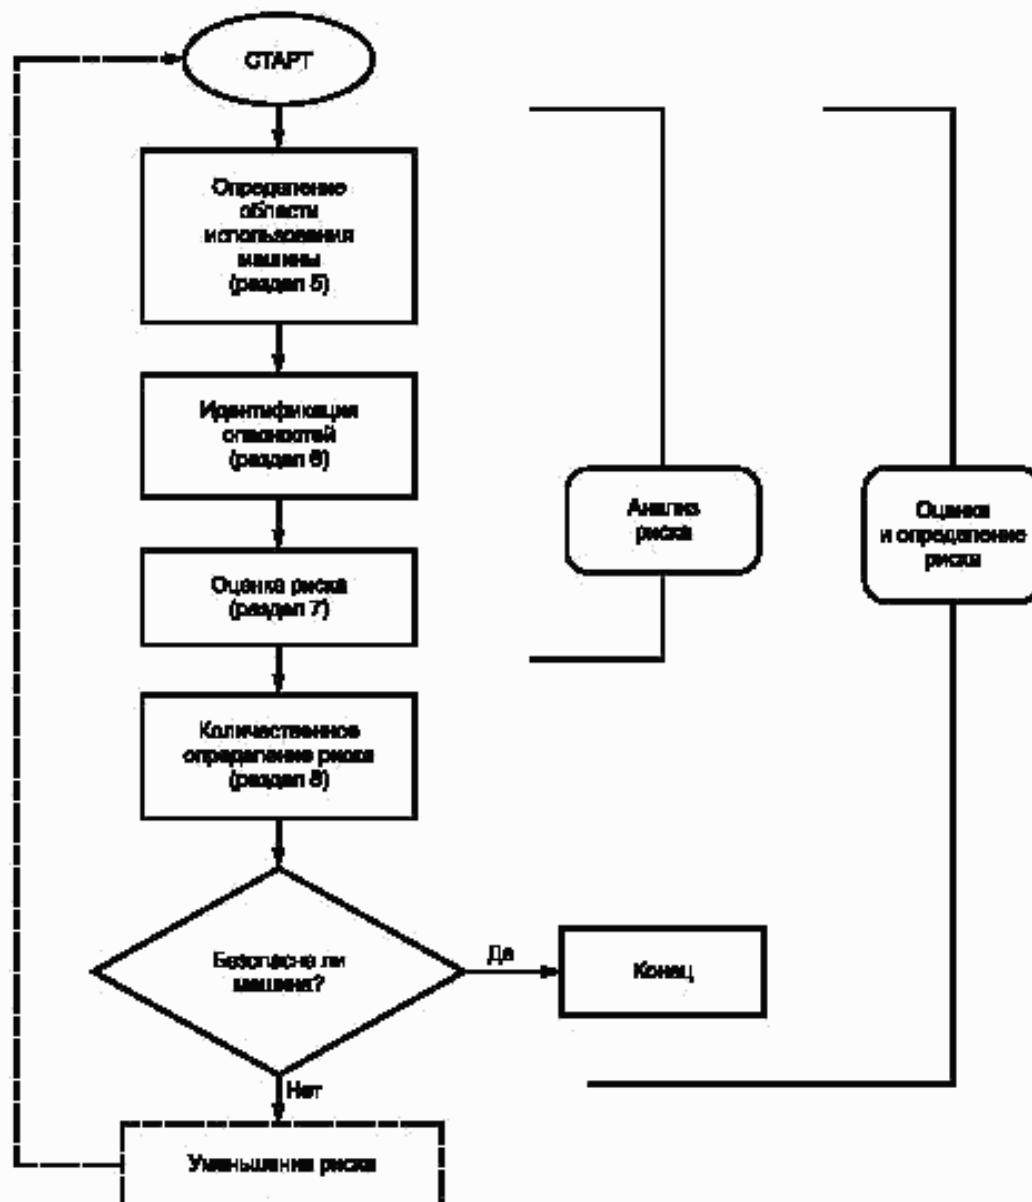 СТАРТ
Определение
области
использования
машины
(раздел 5)
Идентификация
опасностей
(раздел 6)
Анализ
риска
Оценка
и определение
риска
Оценка риска
(раздел 7)
Количественное
определение риска
(раздел 8)
Безопасна ли
машина?
Да
Конец
Нет
Уменьшение риска